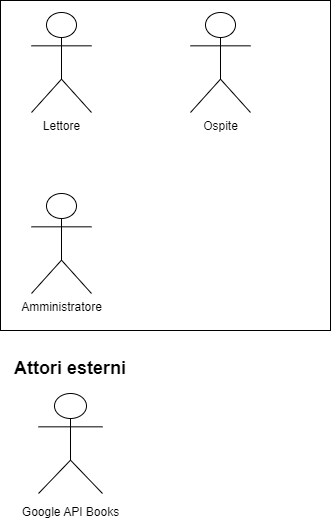 Lettore
Ospite
Amministratore
Attori esterni
Google API Books